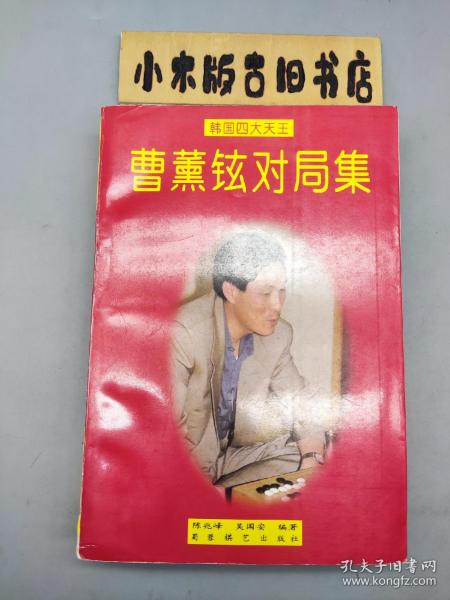 小木版古旧书店
韩国四大天王
曹薰铉对局集
陈兆峰 吴国安 编著
蜀蓉棋艺出版社
孔夫子旧书网
www.kongfz.com